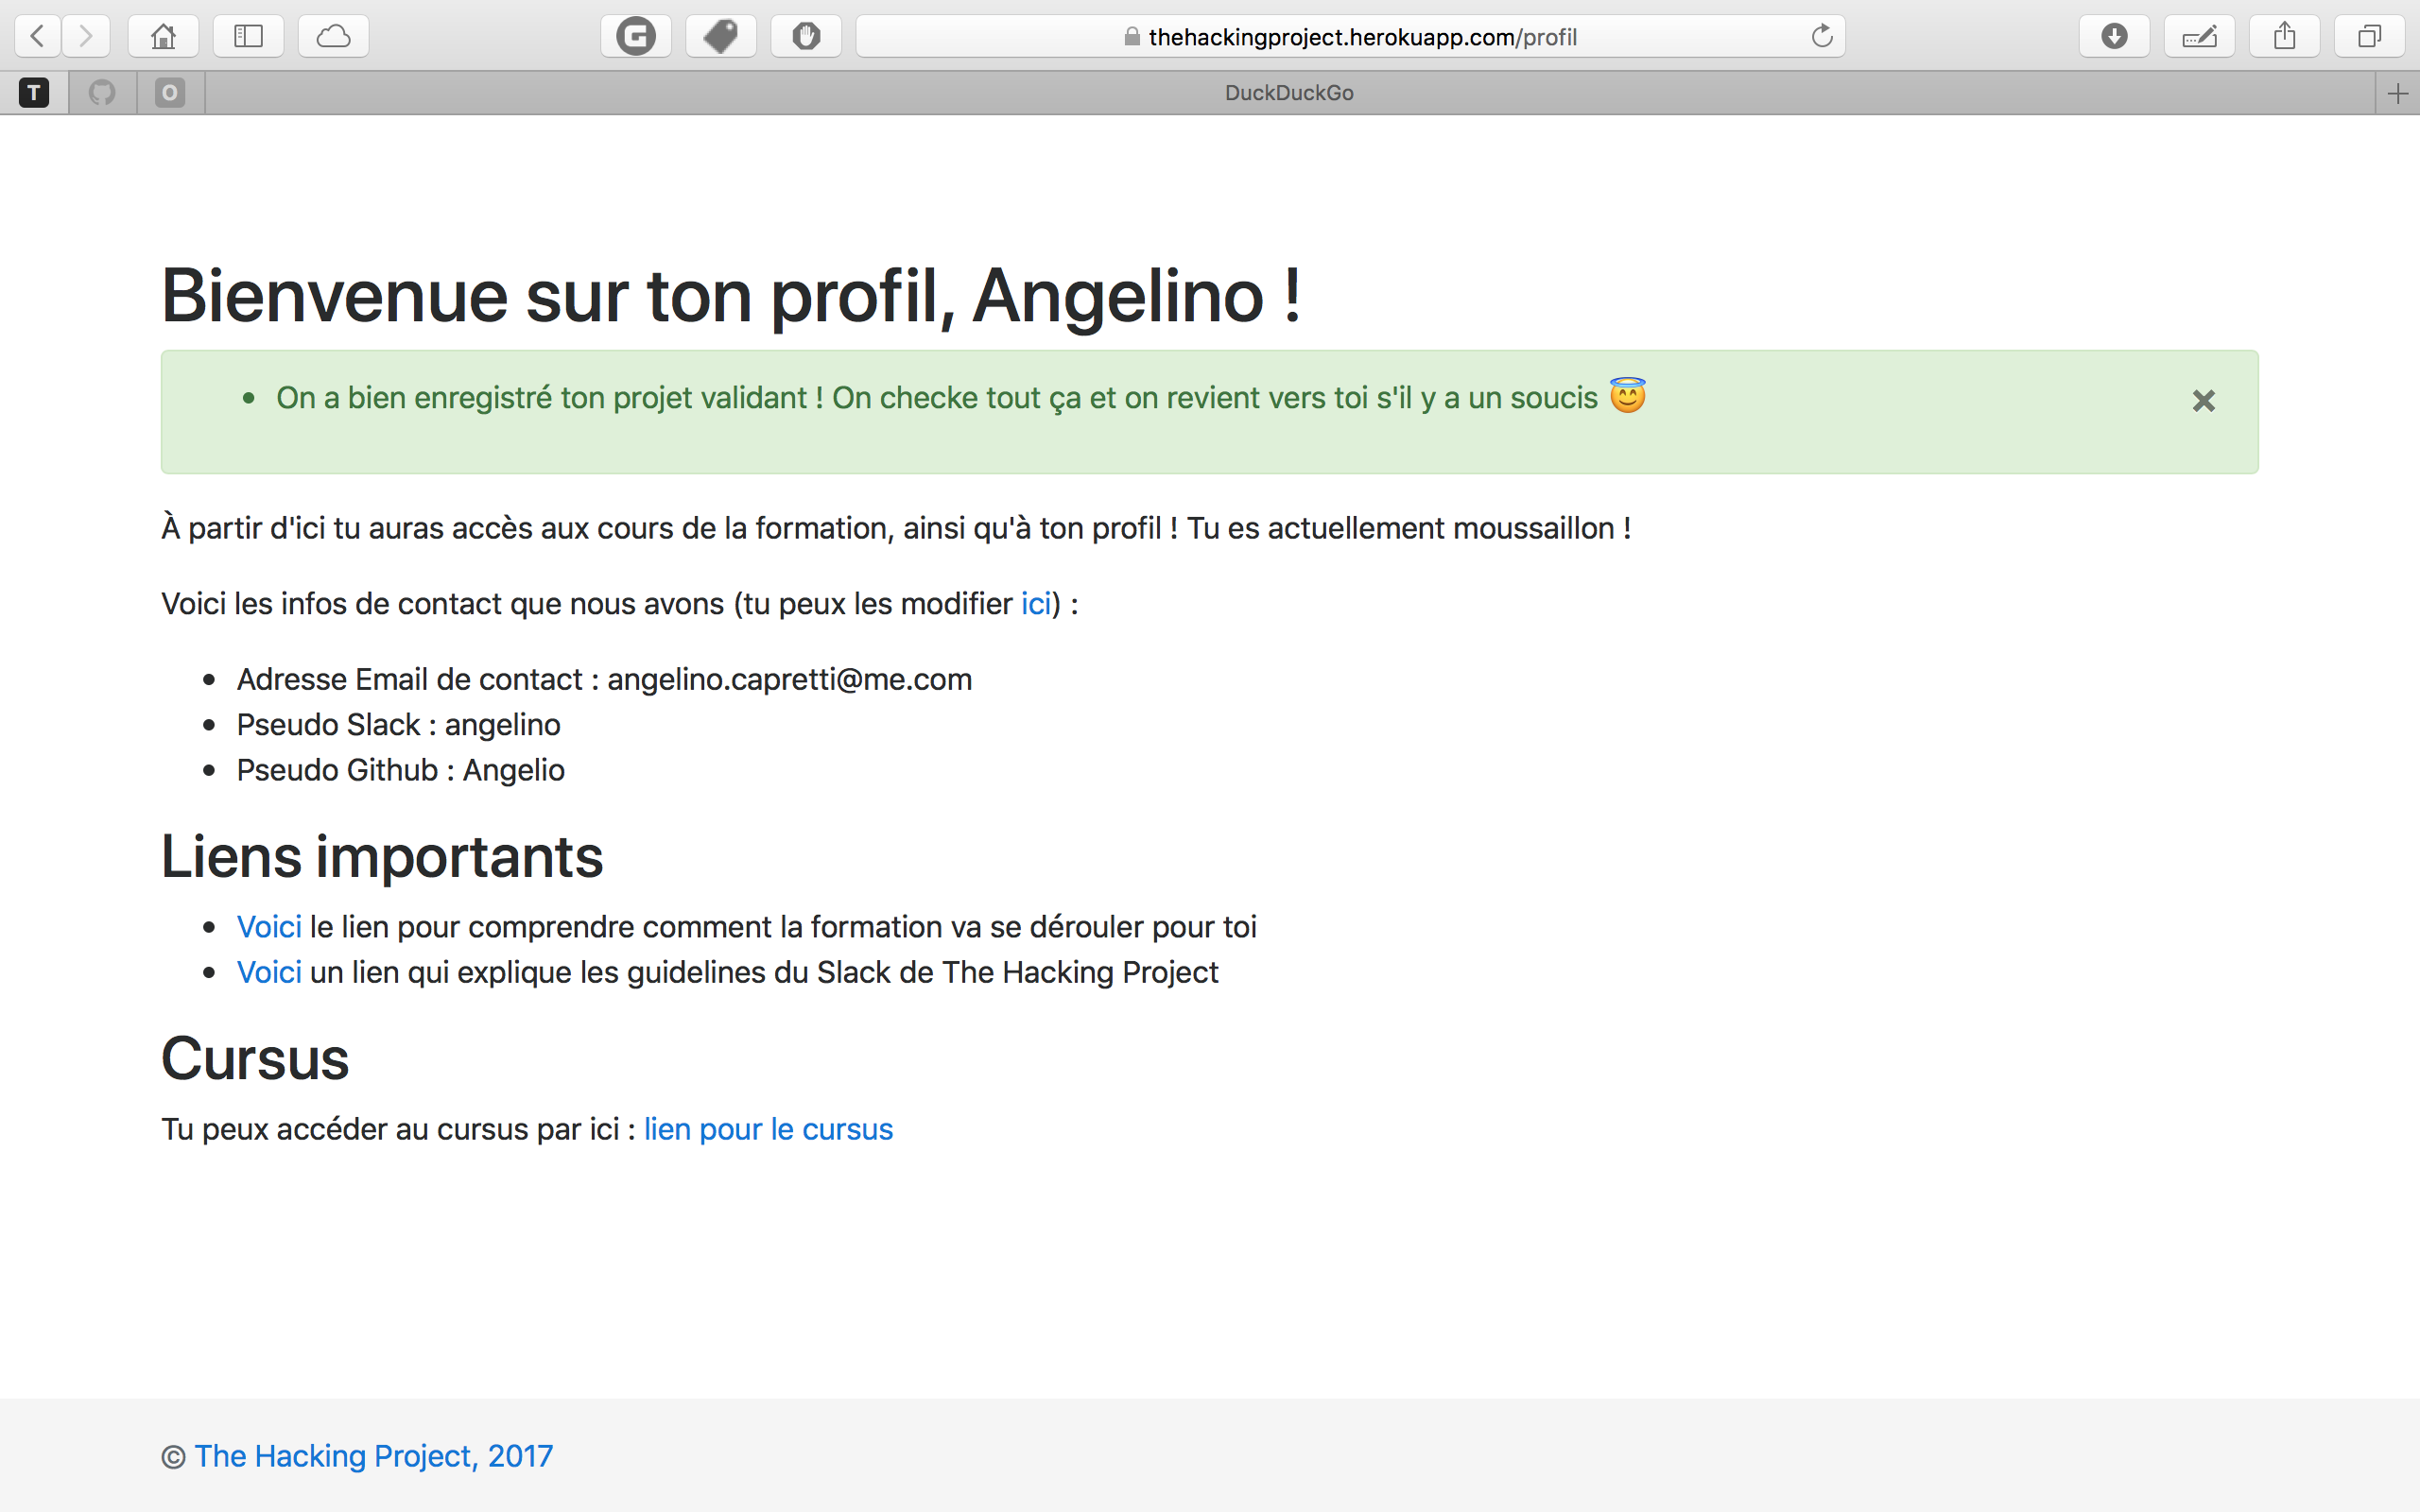 thehackingproject.herokuapp.com/profil
T
O
DuckDuckGo
Bienvenue sur ton profil, Angelino !
On a bien enregistré ton projet validant ! On checke tout ça et on revient vers toi s'il y a un soucis 😇
À partir d'ici tu auras accès aux cours de la formation, ainsi qu'à ton profil ! Tu es actuellement moussaillon !
Voici les infos de contact que nous avons (tu peux les modifier ici) :
Adresse Email de contact : angelino.capretti@me.com
Pseudo Slack : angelino
Pseudo Github : Angelio
Liens importants
Voici le lien pour comprendre comment la formation va se dérouler pour toi
Voici un lien qui explique les guidelines du Slack de The Hacking Project
Cursus
Tu peux accéder au cursus par ici : lien pour le cursus
© The Hacking Project, 2017